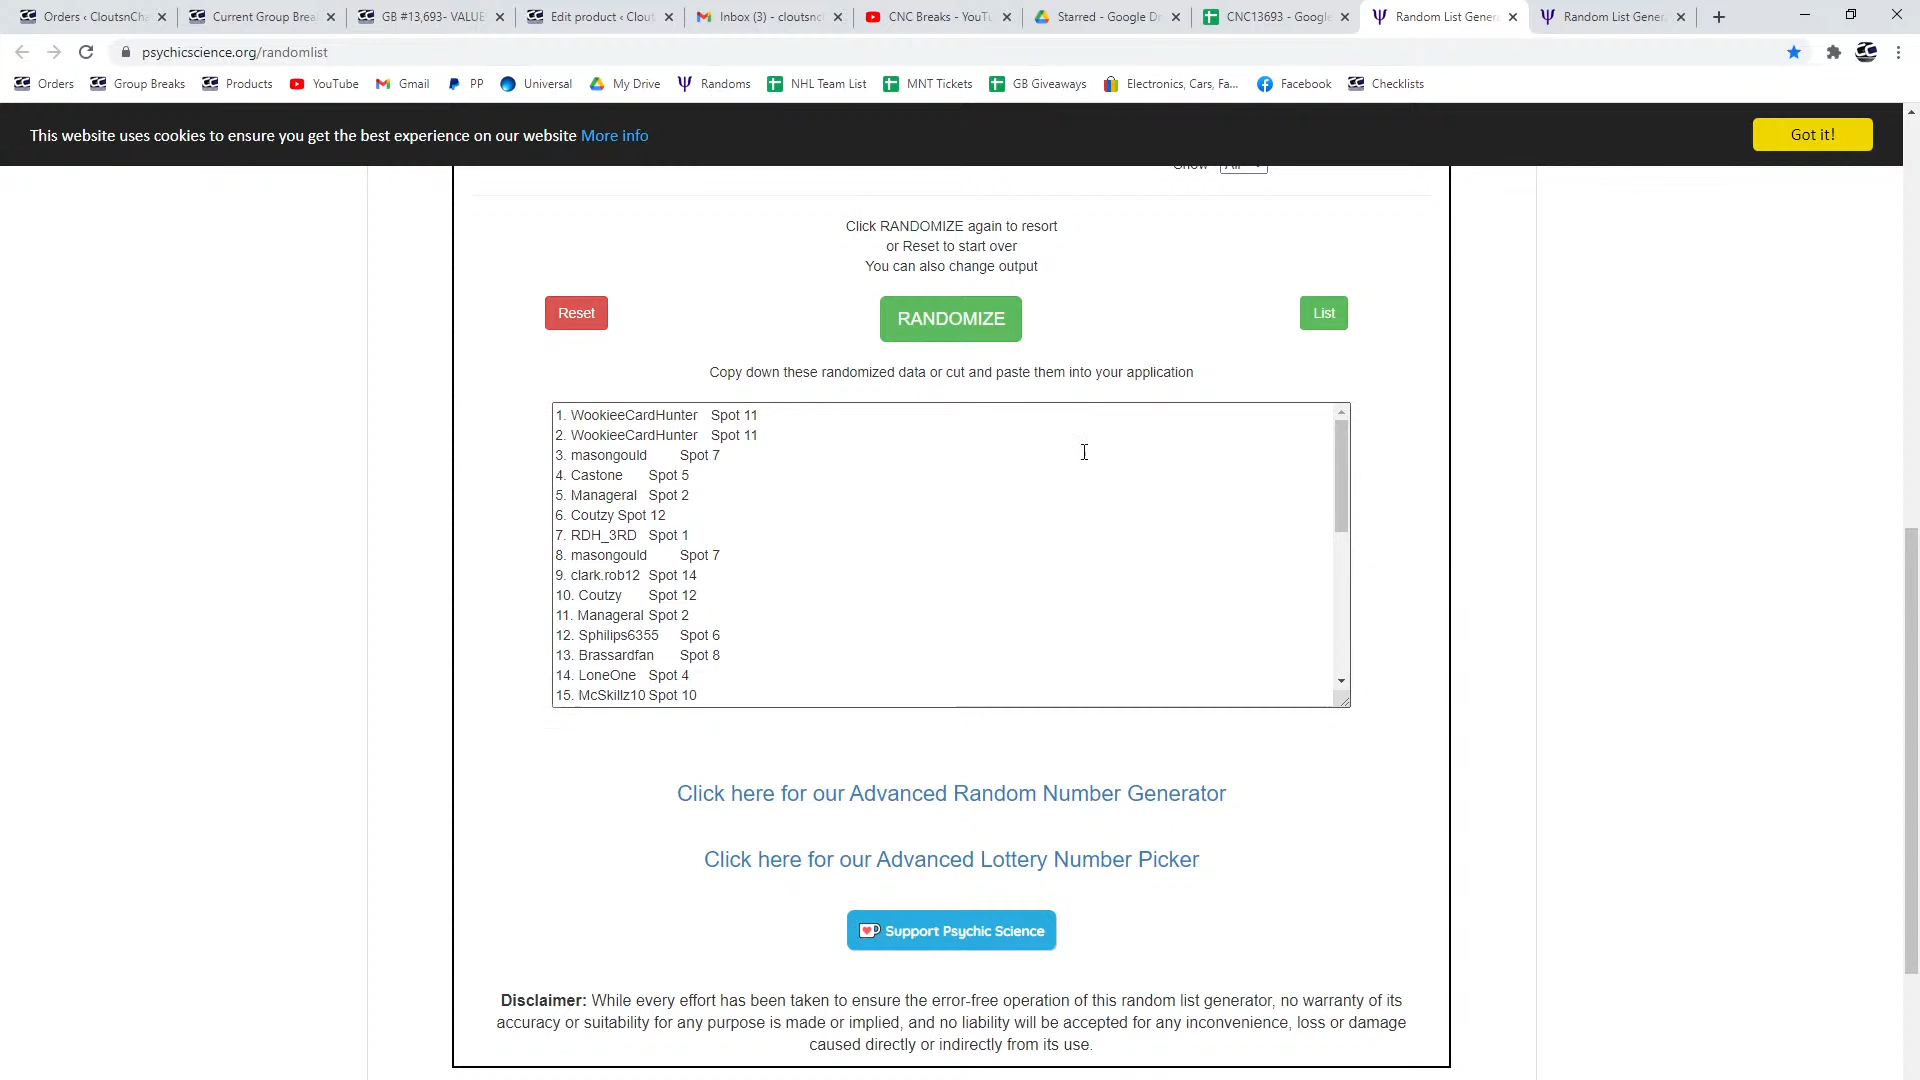 Orders ‹ CloutsnCh
Current Group Brea
GB #13,693- VALUE
Edit product ‹ Clout
Inbox (3) - cloutsnc
CNC Breaks - YouTu
Starred - Google Dr
CNC13693 - Google
Random List Gener
Random List Gener
psychicscience.org/randomlist
Orders
Group Breaks
Products
YouTube
Gmail
PP
Universal
My Drive
Randoms
NHL Team List
MNT Tickets
GB Giveaways
Electronics, Cars, Fa...
Facebook
Checklists
This website uses cookies to ensure you get the best experience on our website More info
Got it!
Show All
Click RANDOMIZE again to resort
or Reset to start over
You can also change output
Reset
RANDOMIZE
List
Copy down these randomized data or cut and paste them into your application
1. WookieeCardHunter Spot 11
2. WookieeCardHunter Spot 11
3. masongould Spot 7
4. Castone Spot 5
5. Manageral Spot 2
6. Coutzy Spot 12
7. RDH_3RD Spot 1
8. masongould Spot 7
9. clark.rob12 Spot 14
10. Coutzy Spot 12
11. Manageral Spot 2
12. Sphilips6355 Spot 6
13. Brassardfan Spot 8
14. LoneOne Spot 4
15. McSkillz10 Spot 10
Click here for our Advanced Random Number Generator
Click here for our Advanced Lottery Number Picker
Support Psychic Science
Disclaimer: While every effort has been taken to ensure the error-free operation of this random list generator, no warranty of its
accuracy or suitability for any purpose is made or implied, and no liability will be accepted for any inconvenience, loss or damage
caused directly or indirectly from its use.